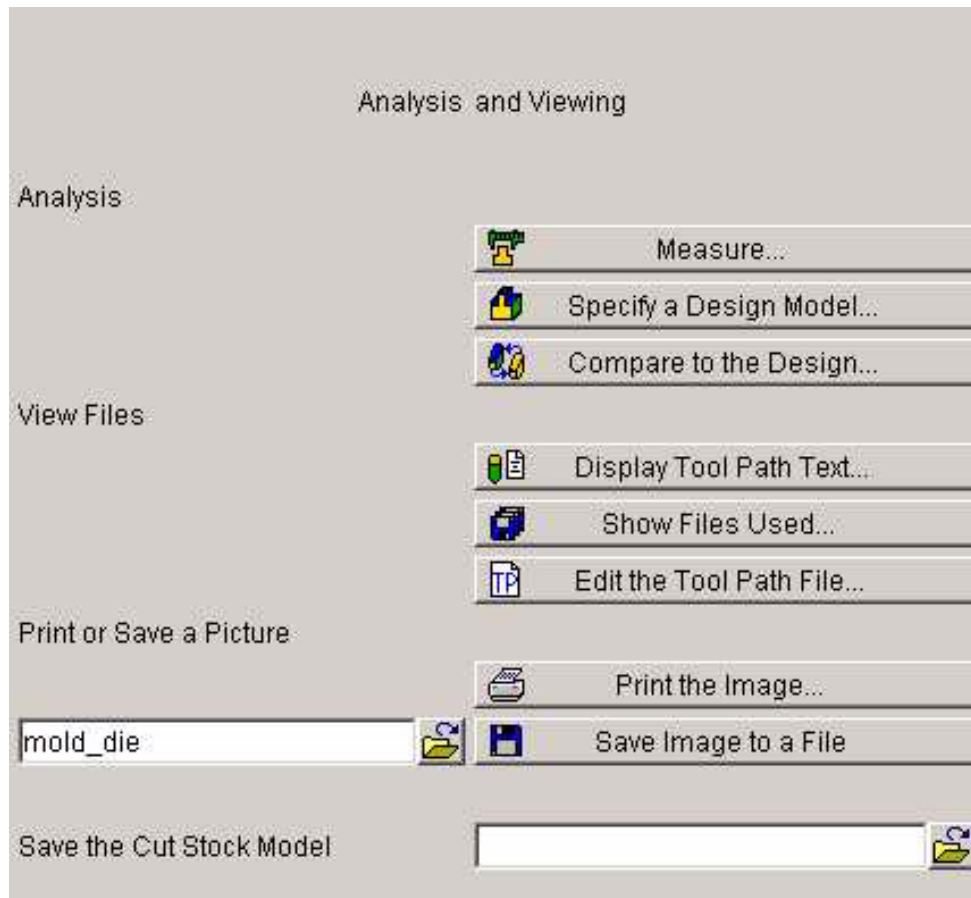 Analysis and Viewing
Analysis
Measure...
Specify a Design Model...
Compare to the Design...
View Files
Display Tool Path Text...
Show Files Used...
TP Edit the Tool Path File...
Print or Save a Picture
Print the Image...
mold_die Save Image to a File
Save the Cut Stock Model